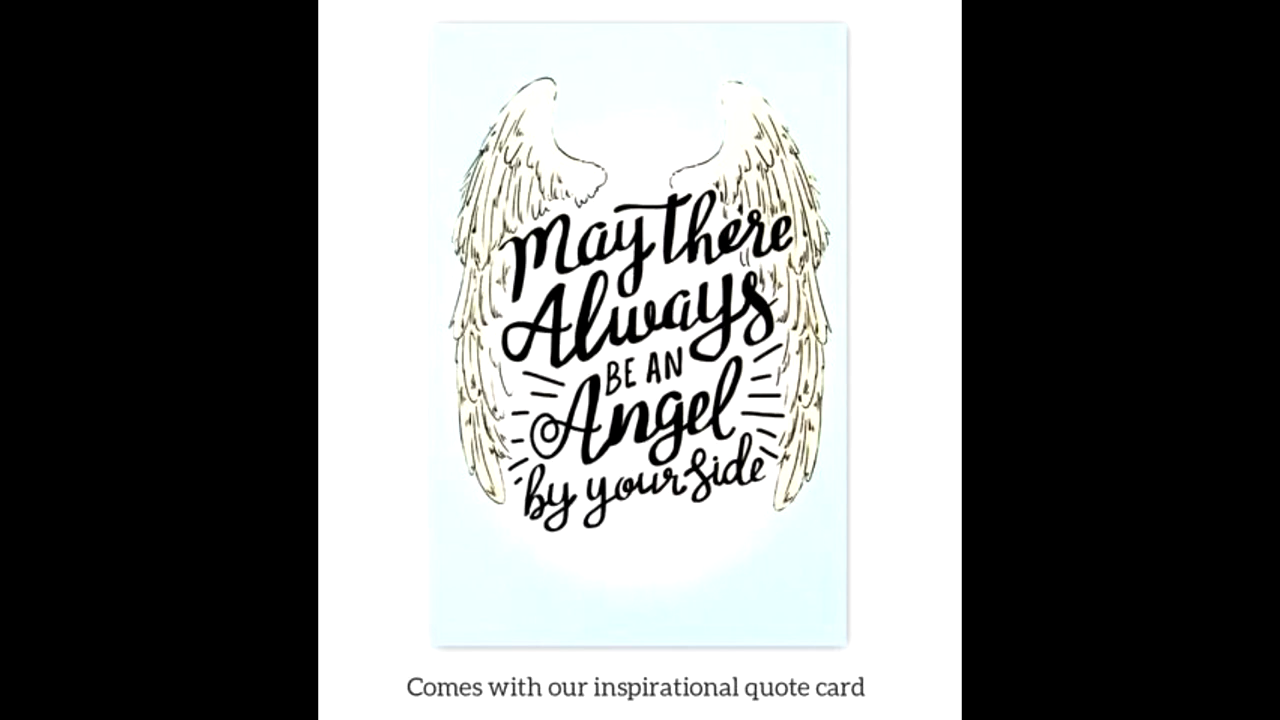 May there
Always
BE AN
Angel
by your side
Comes with our inspirational quote card